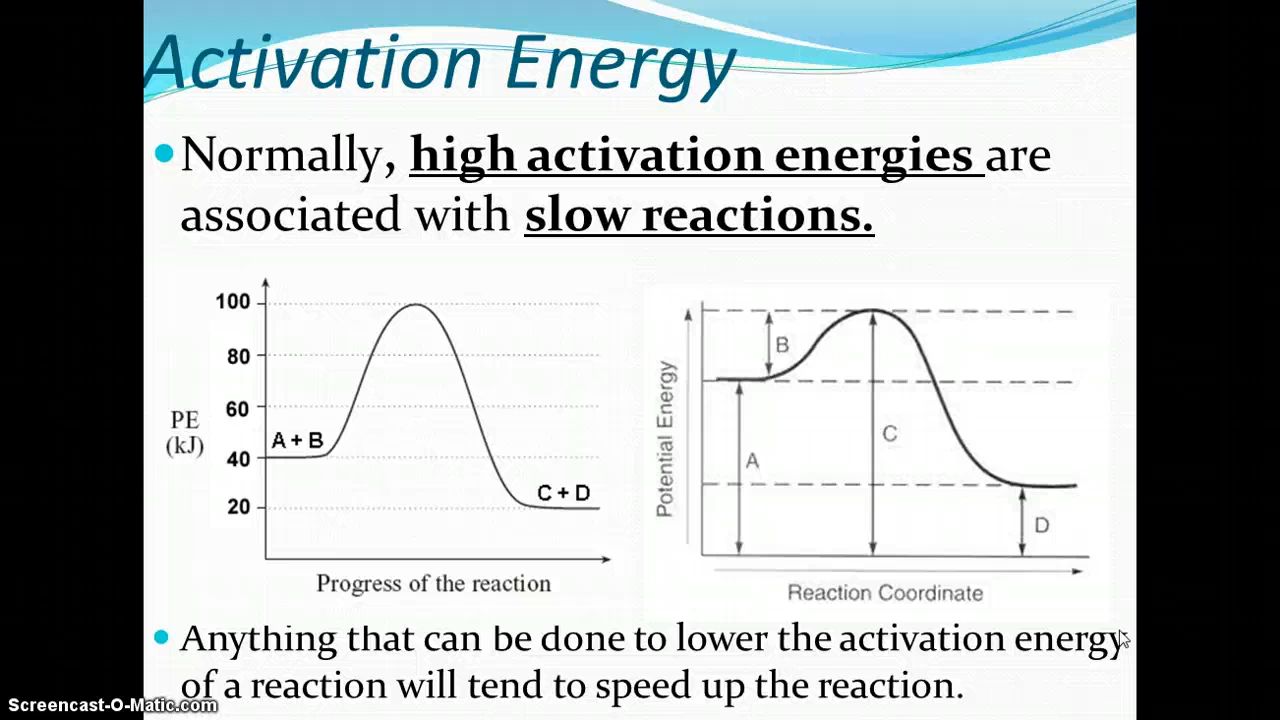 Activation Energy
Normally, high activation energies are
associated with slow reactions.
100
80
60
40
20
PE
(kJ)
A + B
C + D
Progress of the reaction
Potential Energy
B
A
C
D
Reaction Coordinate
Anything that can be done to lower the activation energy
of a reaction will tend to speed up the reaction.
Screencast-O-Matic.com